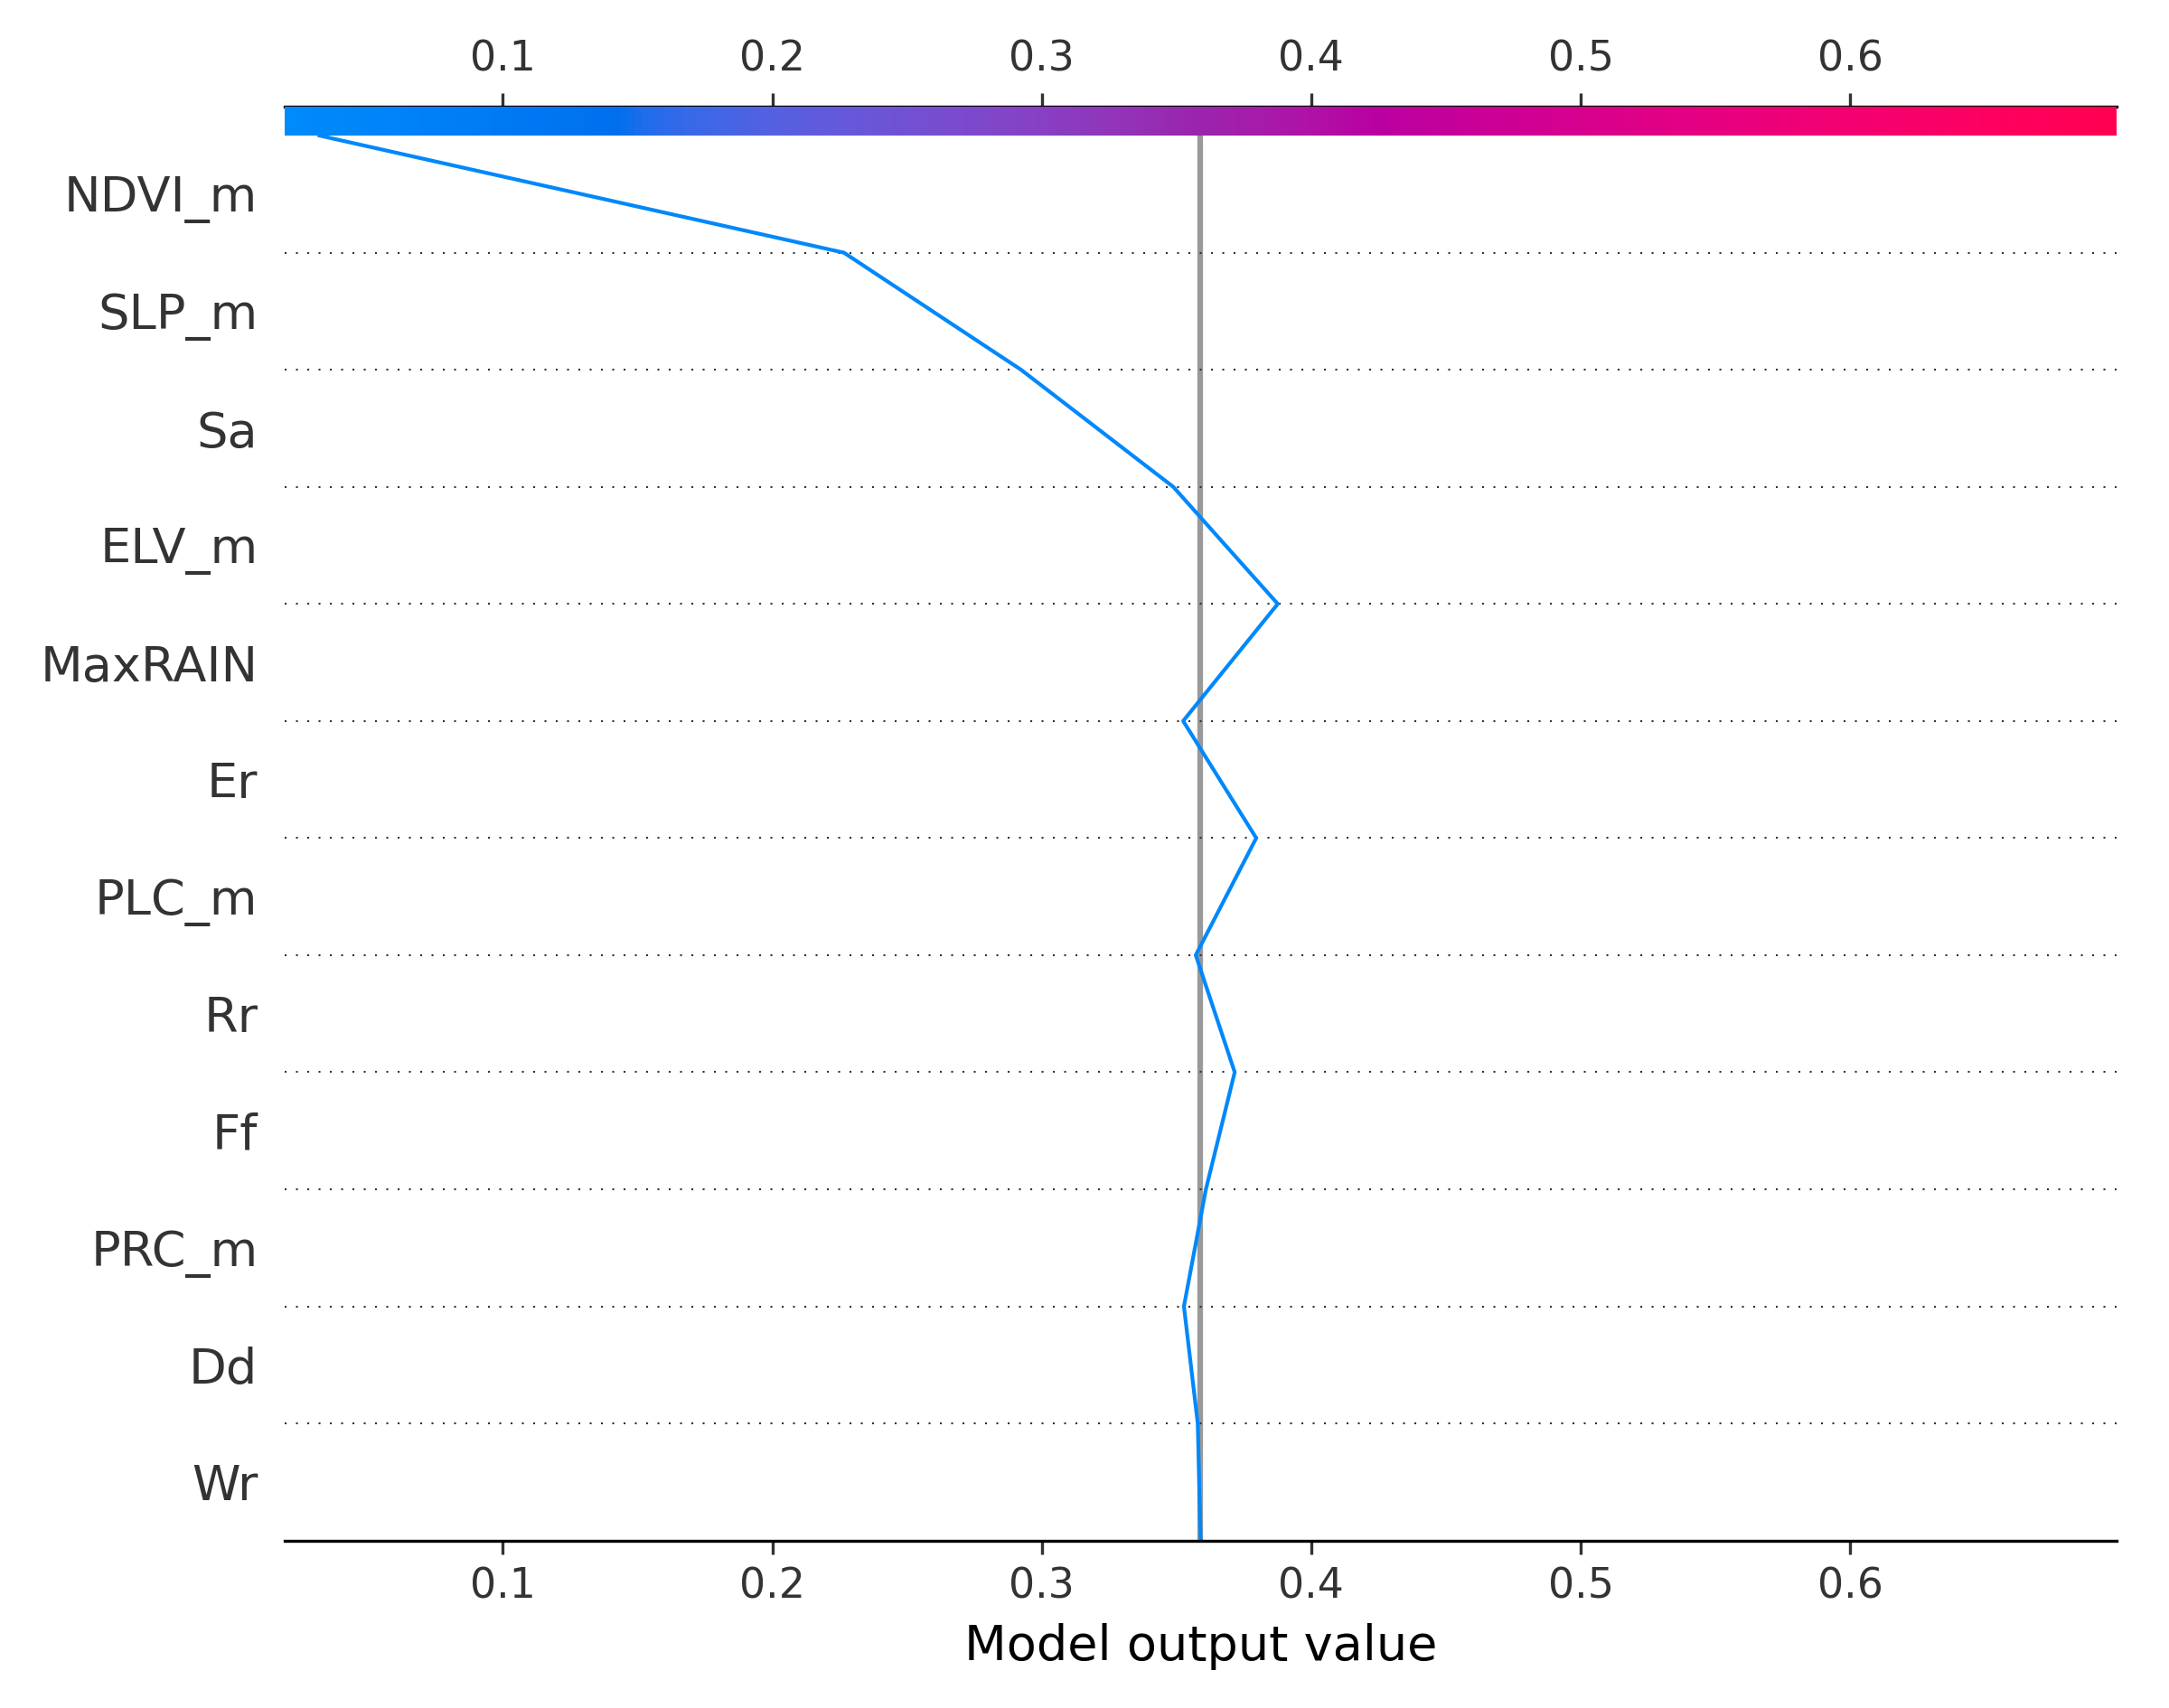 0.1 0.2 0.3 0.4 0.5 0.6
NDVI_m
SLP_m
Sa
ELV_m
MaxRAIN
Er
PLC_m
Rr
Ff
PRC_m
Dd
Wr
0.1 0.2 0.3 0.4 0.5 0.6
Model output value